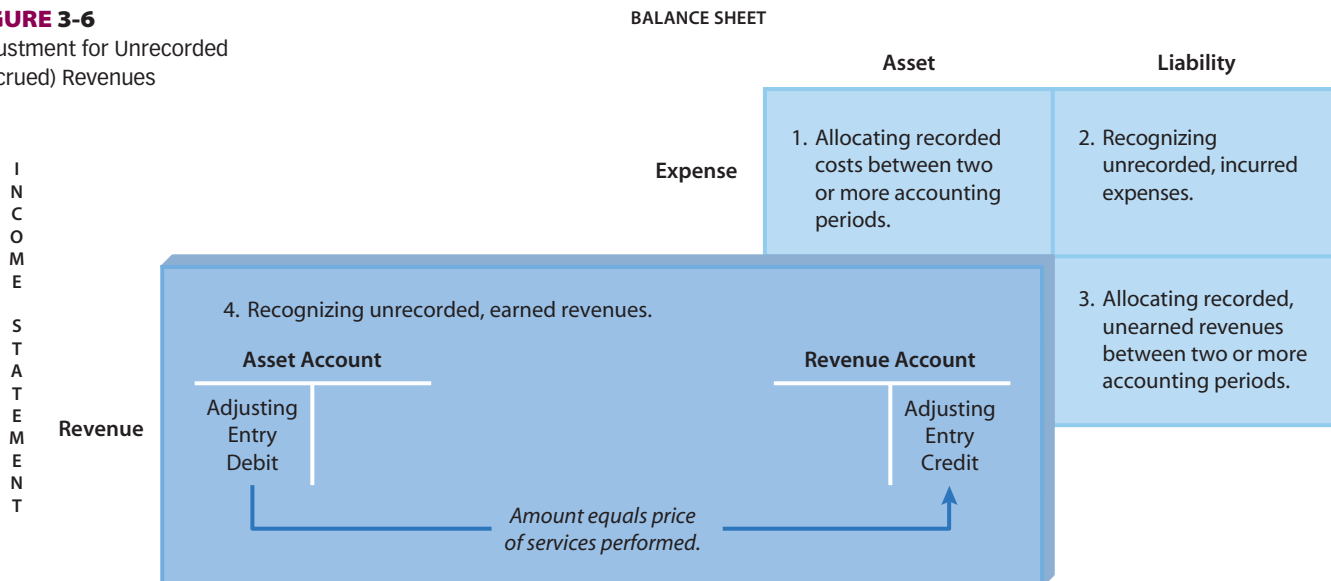 GURE 3-6
ustment for Unrecorded
crued) Revenues
BALANCE SHEET
Asset
Liability
INCOME STATEMENT
Expense
1. Allocating recorded
costs between two
or more accounting
periods.
2. Recognizing
unrecorded, incurred
expenses.
Revenue
4. Recognizing unrecorded, earned revenues.
Asset Account
Adjusting
Entry
Debit
Revenue Account
Adjusting
Entry
Credit
Amount equals price
of services performed.
3. Allocating recorded,
unearned revenues
between two or more
accounting periods.